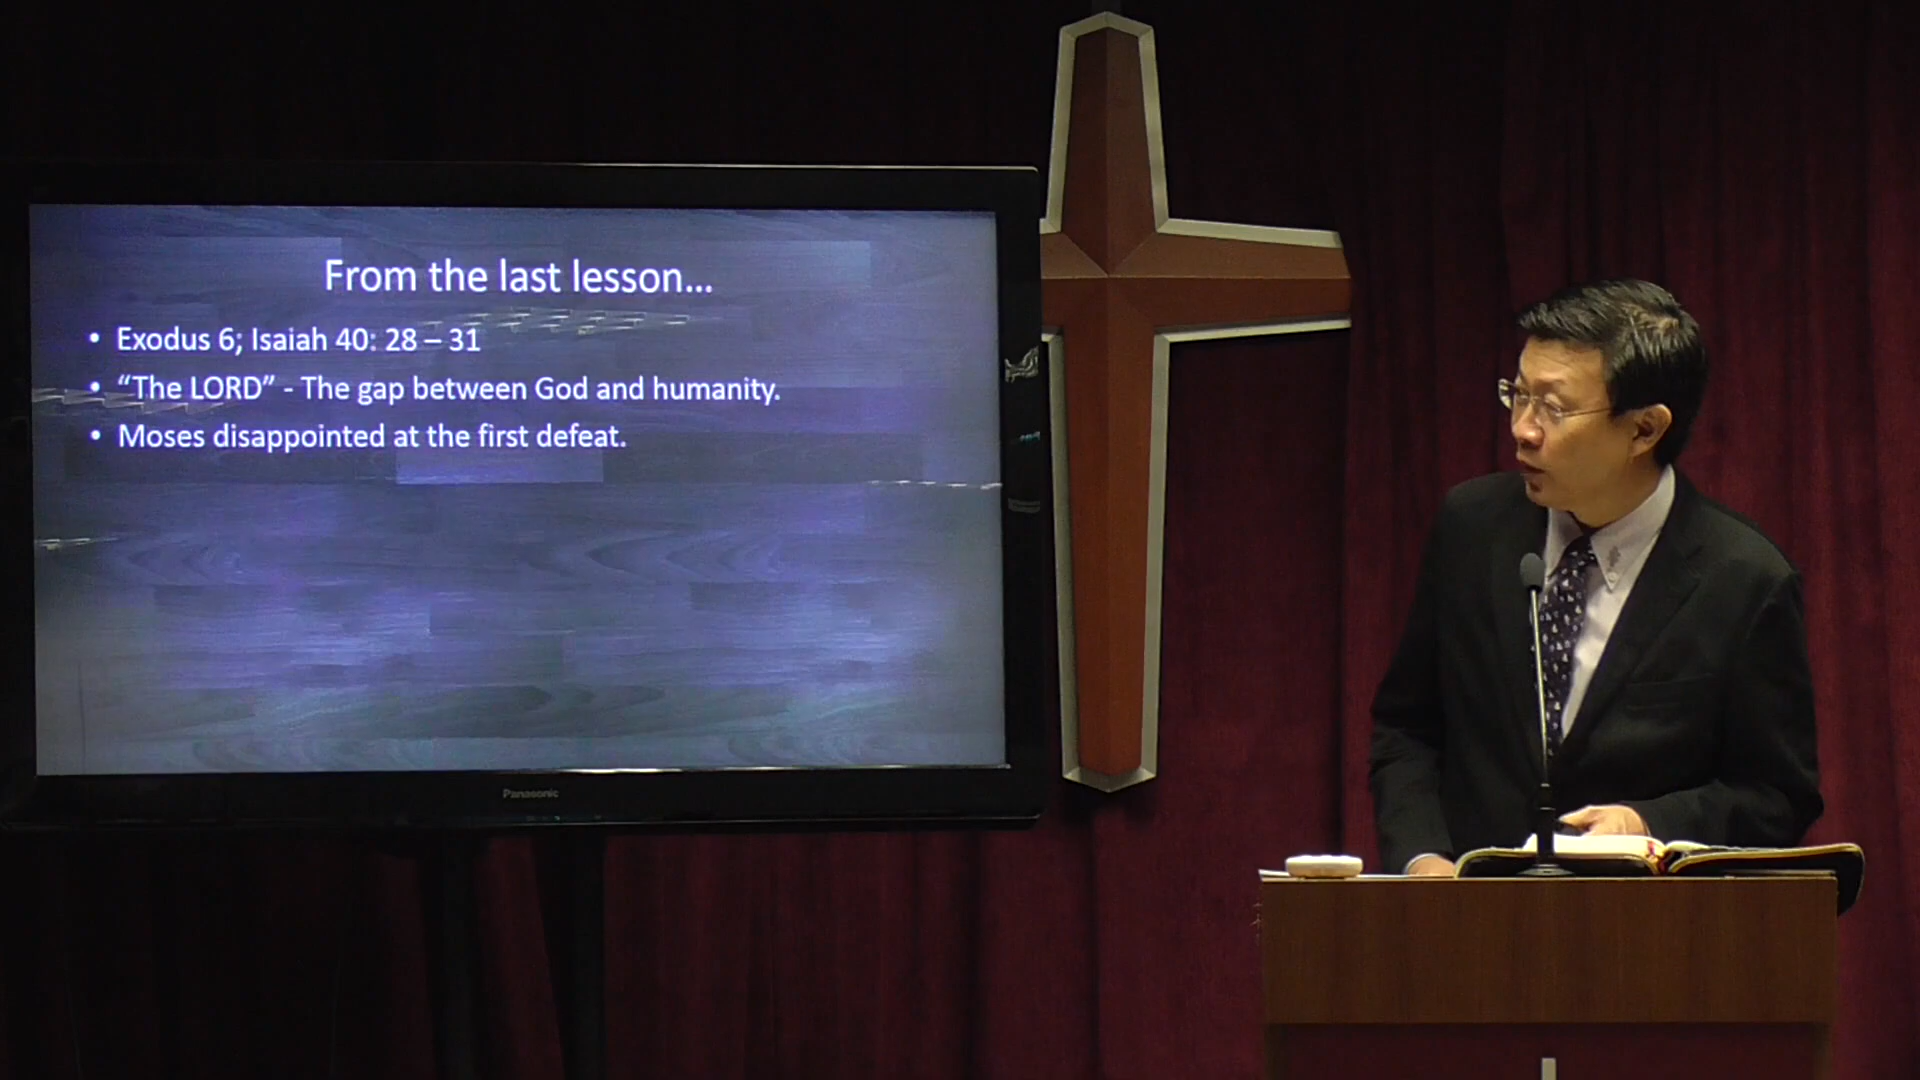 From the last lesson...
• Exodus 6; Isaiah 40: 28 – 31
• “The LORD” - The gap between God and humanity.
• Moses disappointed at the first defeat.
Panasonic